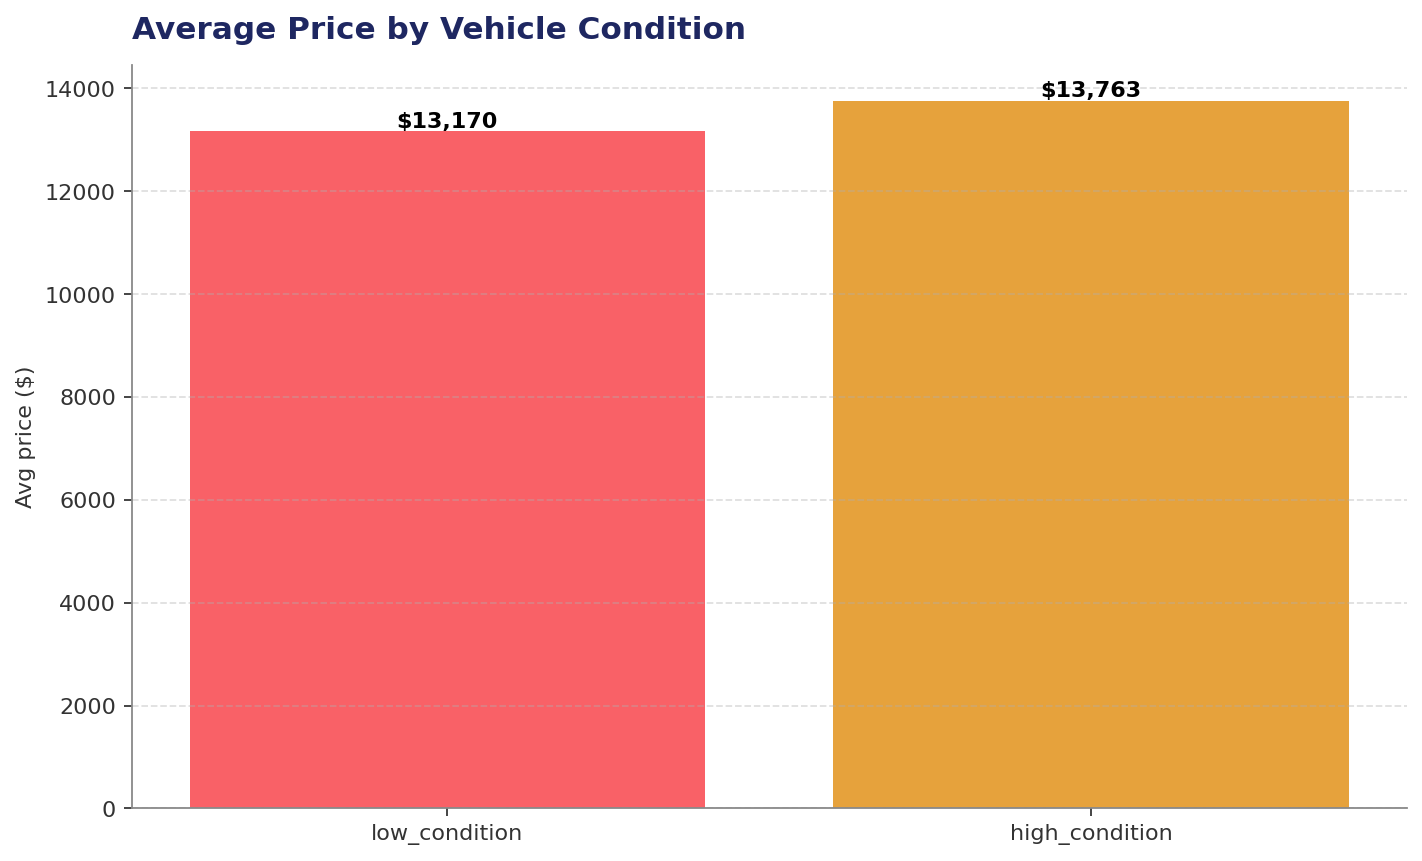 Average Price by Vehicle Condition
14000
12000
10000
8000
6000
4000
2000
0
Avg price ($)
$13,170
$13,763
low_condition
high_condition